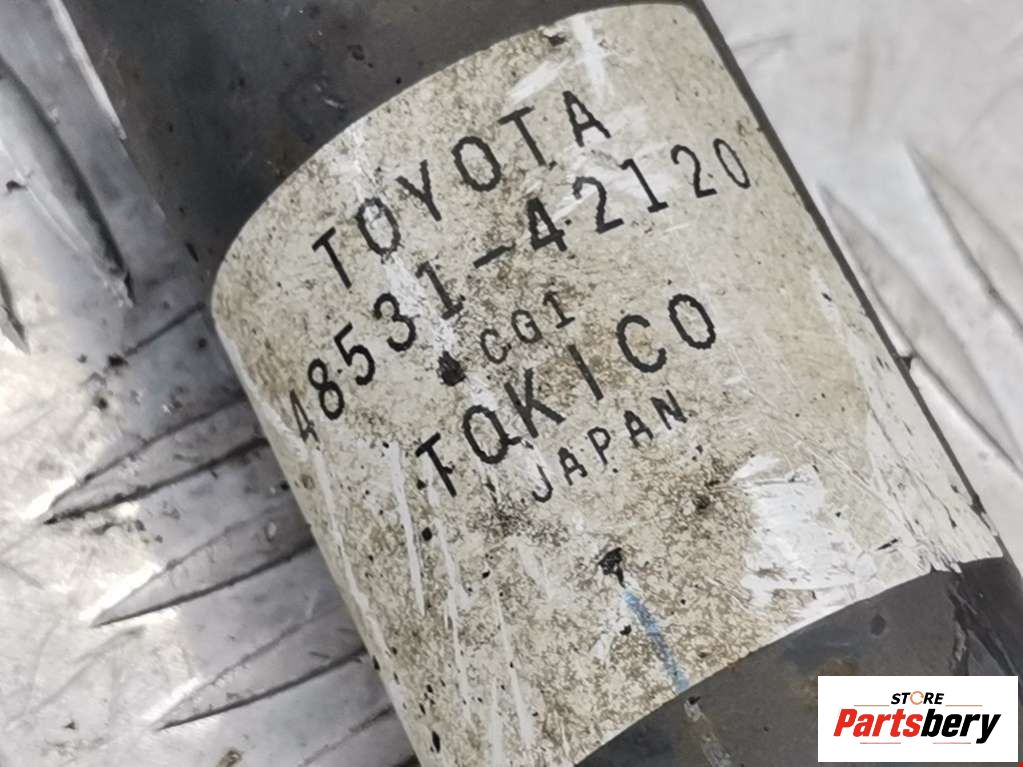 TOYOTA
48531-42120
CG1
TOKICO
JAPAN
STORE
Partsbery